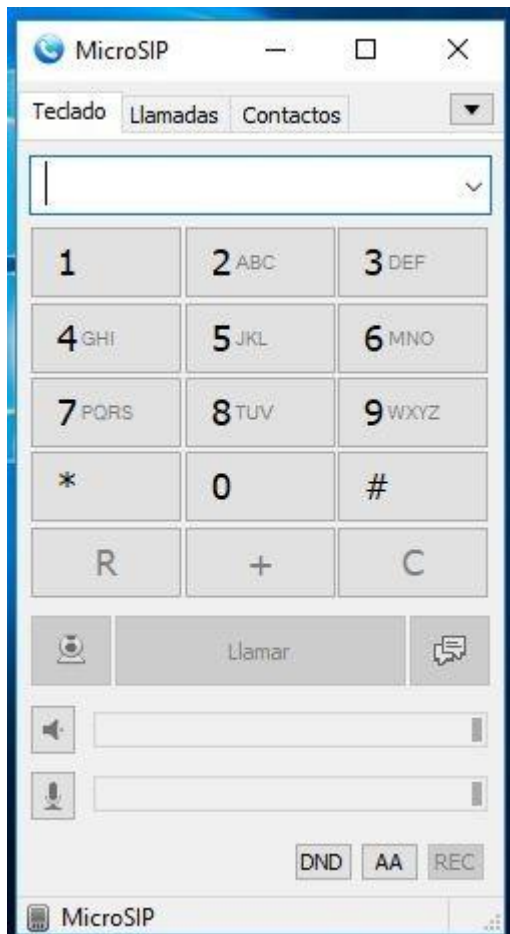 MicroSIP
Teclado Llamadas Contactos
1 2 ABC 3 DEF
4 GHI 5 JKL 6 MNO
7 PQRS 8 TUV 9 WXYZ
* 0 #
R + C
Llamar
DND AA REC
MicroSIP